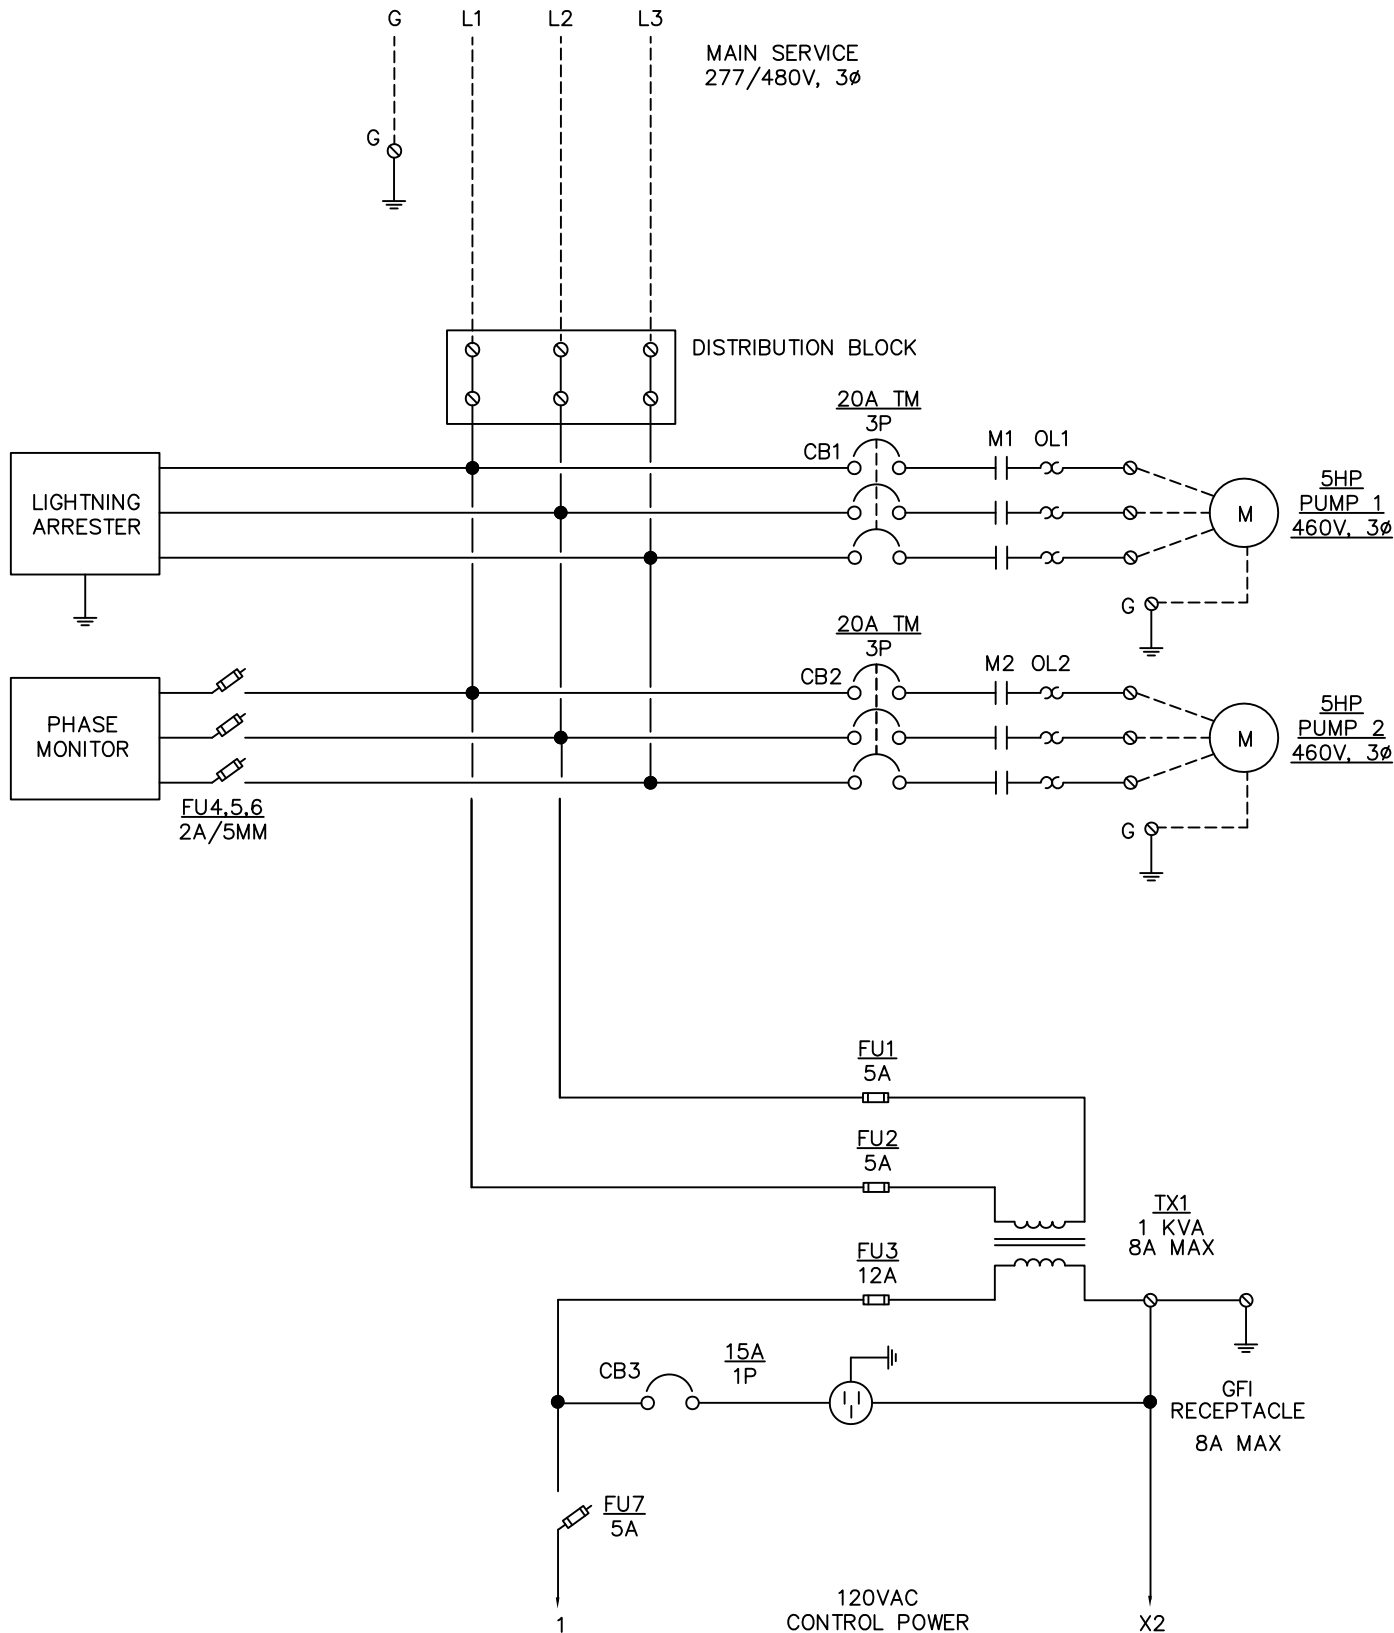 G L1 L2 L3
MAIN SERVICE
277/480V, 3ø
G
DISTRIBUTION BLOCK
20A TM
3P
CB1
M1 OL1
LIGHTNING
ARRESTER
M
5HP
PUMP 1
460V, 3ø
G
20A TM
3P
CB2
M2 OL2
PHASE
MONITOR
M
5HP
PUMP 2
460V, 3ø
FU4,5,6
2A/5MM
G
FU1
5A
FU2
5A
TX1
1 KVA
8A MAX
FU3
12A
CB3
15A
1P
GFI
RECEPTACLE
8A MAX
FU7
5A
120VAC
CONTROL POWER
1
X2